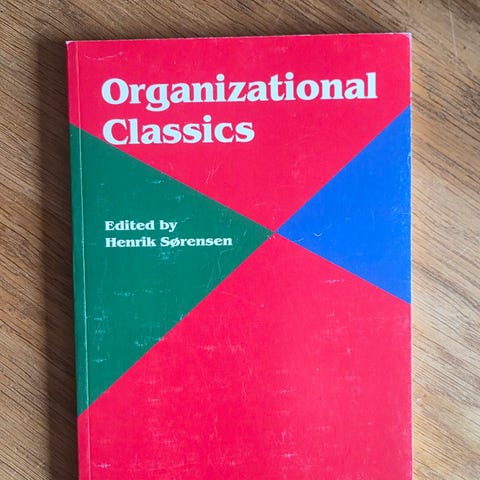 Organizational
Classics
Edited by
Henrik Sørensen